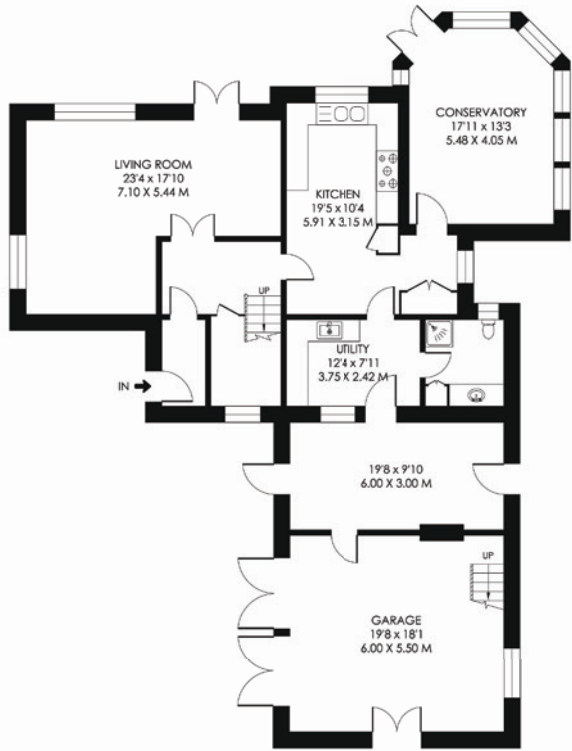 CONSERVATORY
17'11 x 13'3
5.48 X 4.05 M
LIVING ROOM
23'4 x 17'10
7.10 X 5.44 M
KITCHEN
19'5 x 10'4
5.91 X 3.15 M
UP
UTILITY
12'4 x 7'11
3.75 X 2.42 M
IN
19'8 x 9'10
6.00 X 3.00 M
UP
GARAGE
19'8 x 18'1
6.00 X 5.50 M